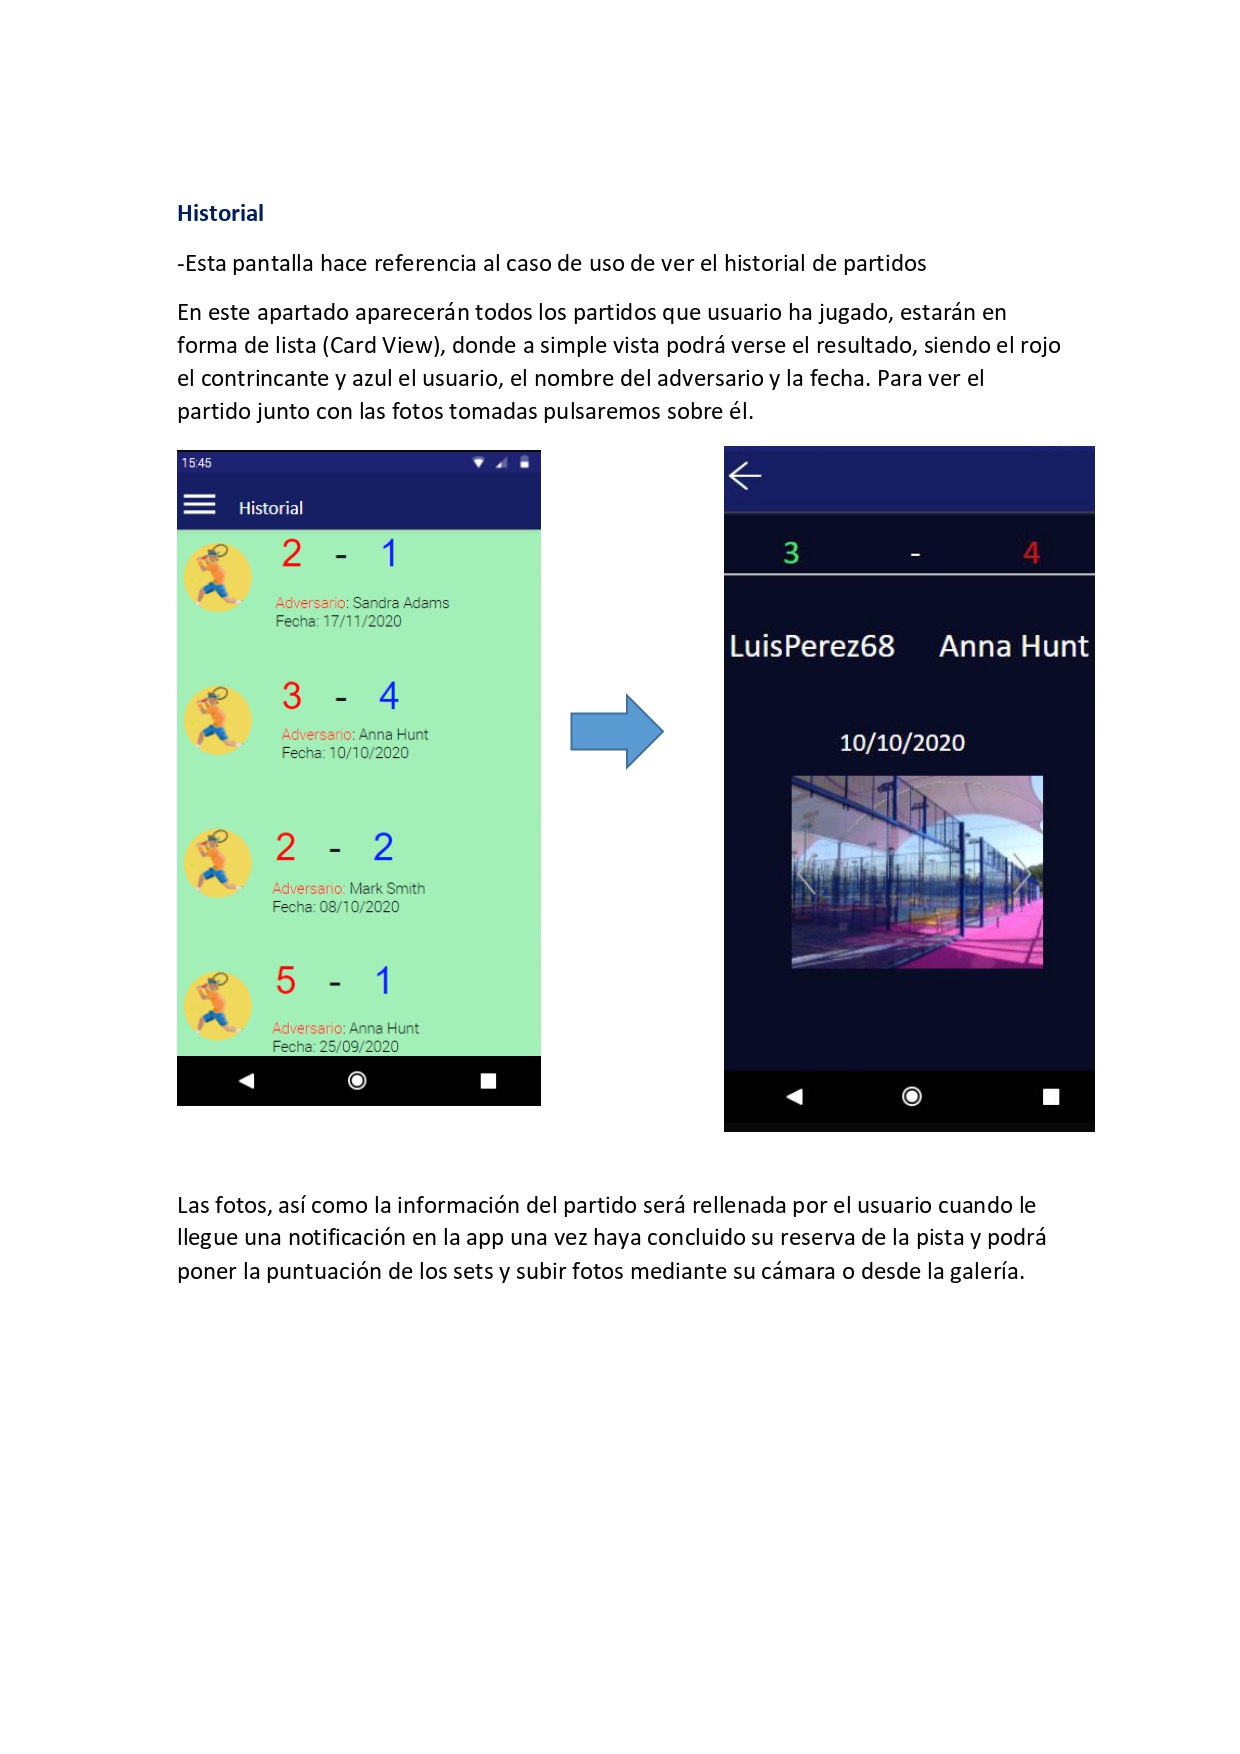 Historial
-Esta pantalla hace referencia al caso de uso de ver el historial de partidos
En este apartado aparecerán todos los partidos que usuario ha jugado, estarán en
forma de lista (Card View), donde a simple vista podrá verse el resultado, siendo el rojo
el contrincante y azul el usuario, el nombre del adversario y la fecha. Para ver el
partido junto con las fotos tomadas pulsaremos sobre él.
15:45
Historial
2 - 1
Adversario: Sandra Adams
Fecha: 17/11/2020
3 - 4
Adversario: Anna Hunt
Fecha: 10/10/2020
2 - 2
Adversario: Mark Smith
Fecha: 08/10/2020
5 - 1
Adversario: Anna Hunt
Fecha: 25/09/2020
3 - 4
LuisPerez68 Anna Hunt
10/10/2020
Las fotos, así como la información del partido será rellenada por el usuario cuando le
llegue una notificación en la app una vez haya concluido su reserva de la pista y podrá
poner la puntuación de los sets y subir fotos mediante su cámara o desde la galería.